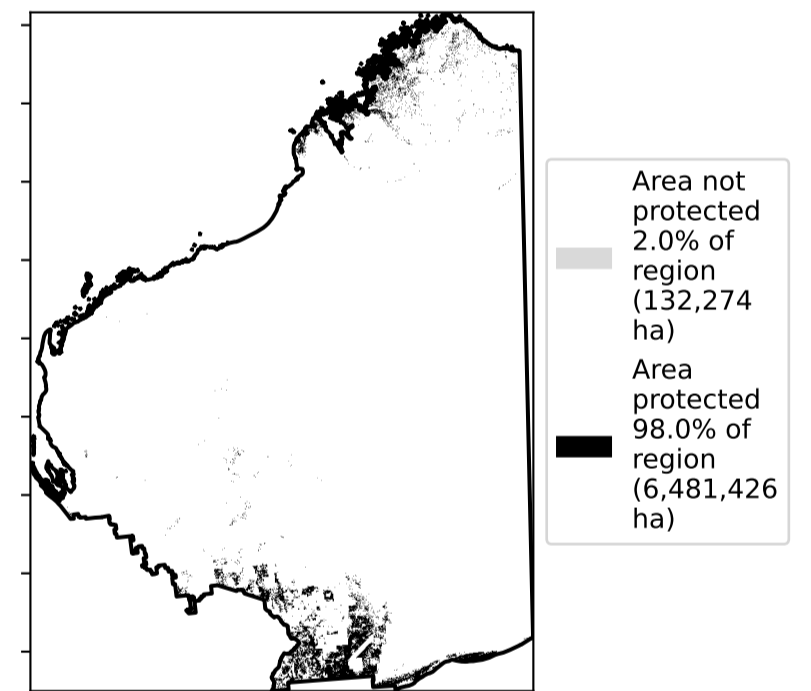 Area not
protected
2.0% of
region
(132,274
ha)
Area
protected
98.0% of
region
(6,481,426
ha)